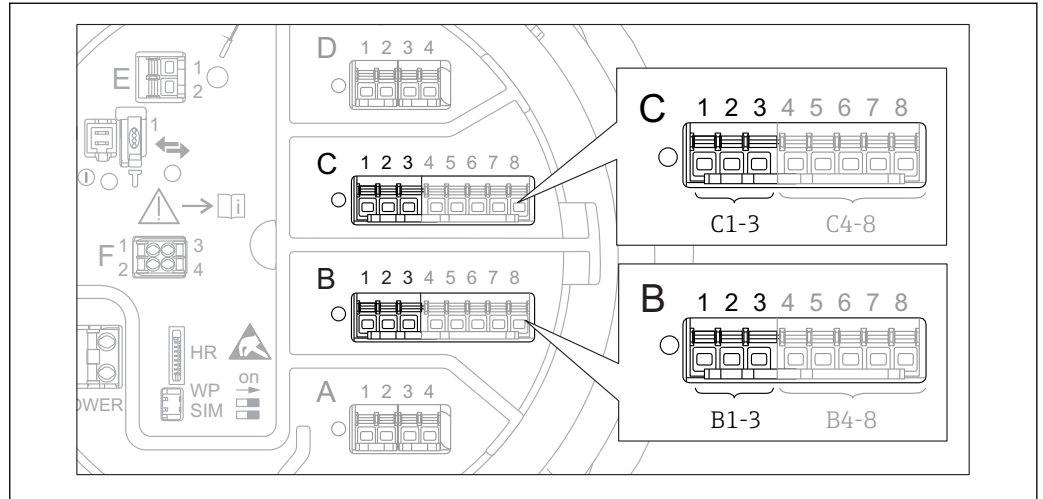 D 1 2 3 4
E 1
2
1
C 1 2 3 4 5 6 7 8
i
F 1 3
2 4
B 1 2 3 4 5 6 7 8
HR
WP on
SIM
OWER
A 1 2 3 4
C 1 2 3 4 5 6 7 8
C1-3 C4-8
B 1 2 3 4 5 6 7 8
B1-3 B4-8